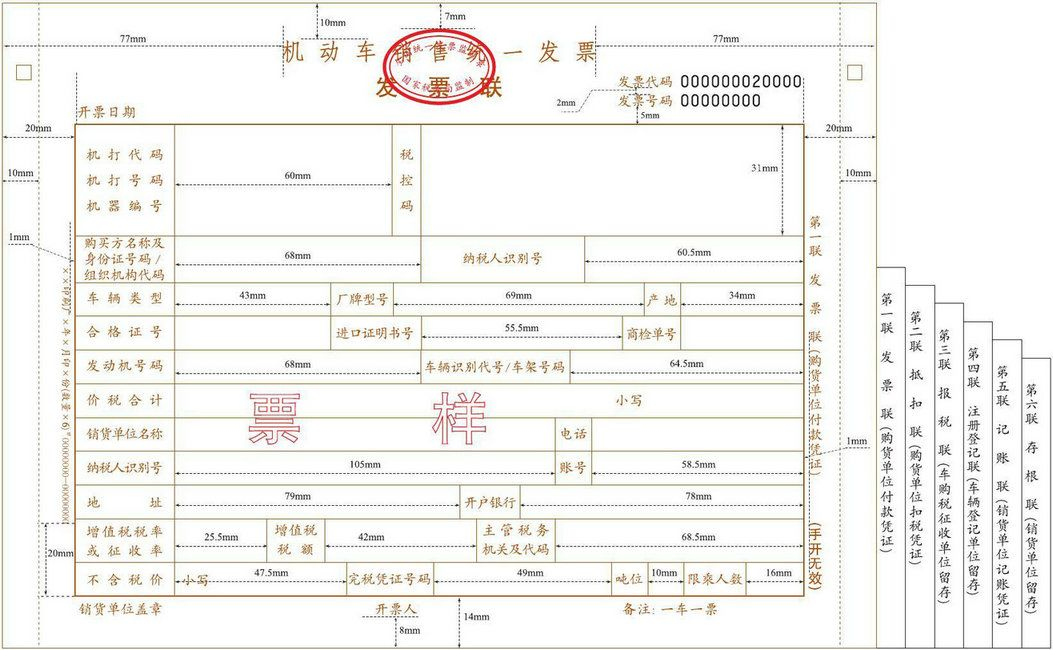 10mm
7mm
77mm
机动车销售统一发票
77mm
全国统一发票监制章
国家税务局监制
发票联
发票代码 000000020000
发票号码 00000000
2mm
5mm
开票日期
20mm
20mm
10mm
10mm
机打代码
机打号码
机器编号
60mm
税控码
31mm
1mm
购买方名称及
身份证号码/
组织机构代码
68mm
纳税人识别号
60.5mm
车辆类型
43mm
厂牌型号
69mm
产地
34mm
合格证号
进口证明书号
55.5mm
商检单号
发动机号码
68mm
车辆识别代号/车架号码
64.5mm
价税合计
小写
票样
销货单位名称
电话
纳税人识别号
105mm
账号
58.5mm
1mm
地址
79mm
开户银行
78mm
增值税税率
或征收率
25.5mm
增值税
税额
42mm
主管税务
机关及代码
68.5mm
20mm
不含税价
小写
47.5mm
完税凭证号码
49mm
吨位
10mm
限乘人数
16mm
销货单位盖章
开票人
备注:一车一票
8mm
14mm
第一联 发票联(购货单位付款凭证)
(手开无效)
第一联 发票联(购货单位付款凭证)
第二联 抵扣联(购货单位扣税凭证)
第三联 报税联(车购税征收单位留存)
第四联 注册登记联(车辆登记单位留存)
第五联 记账联(销货单位记账凭证)
第六联 存根联(销货单位留存)